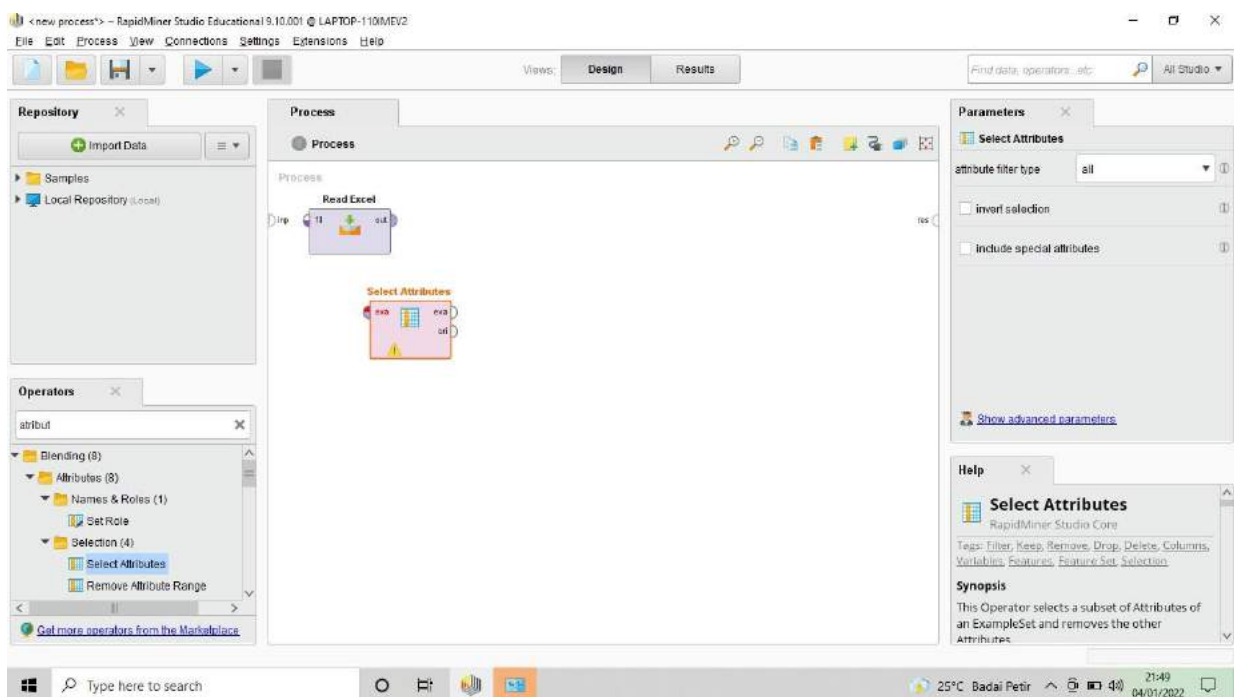 <new process*> – RapidMiner Studio Educational 9.10.001 @ LAPTOP-110IMEV2
File Edit Process View Connections Settings Extensions Help
Views: Design Results
Find data, operators...etc
All Studio
Repository
Import Data
Samples
Local Repository (Local)
Operators
atribut
Blending (8)
Attributes (8)
Names & Roles (1)
Set Role
Selection (4)
Select Attributes
Remove Attribute Range
Get more operators from the Marketplace
Process
Process
Process
Read Excel
inp fil out res
Select Attributes
exa exa
ori
Parameters
Select Attributes
attribute filter type all
invert selection
include special attributes
Show advanced parameters
Help
Select Attributes
RapidMiner Studio Core
Tags: Filter, Keep, Remove, Drop, Delete, Columns,
Variables, Features, Feature Set, Selection
Synopsis
This Operator selects a subset of Attributes of
an ExampleSet and removes the other
Attributes
Type here to search
25°C Badai Petir
21:49
04/01/2022